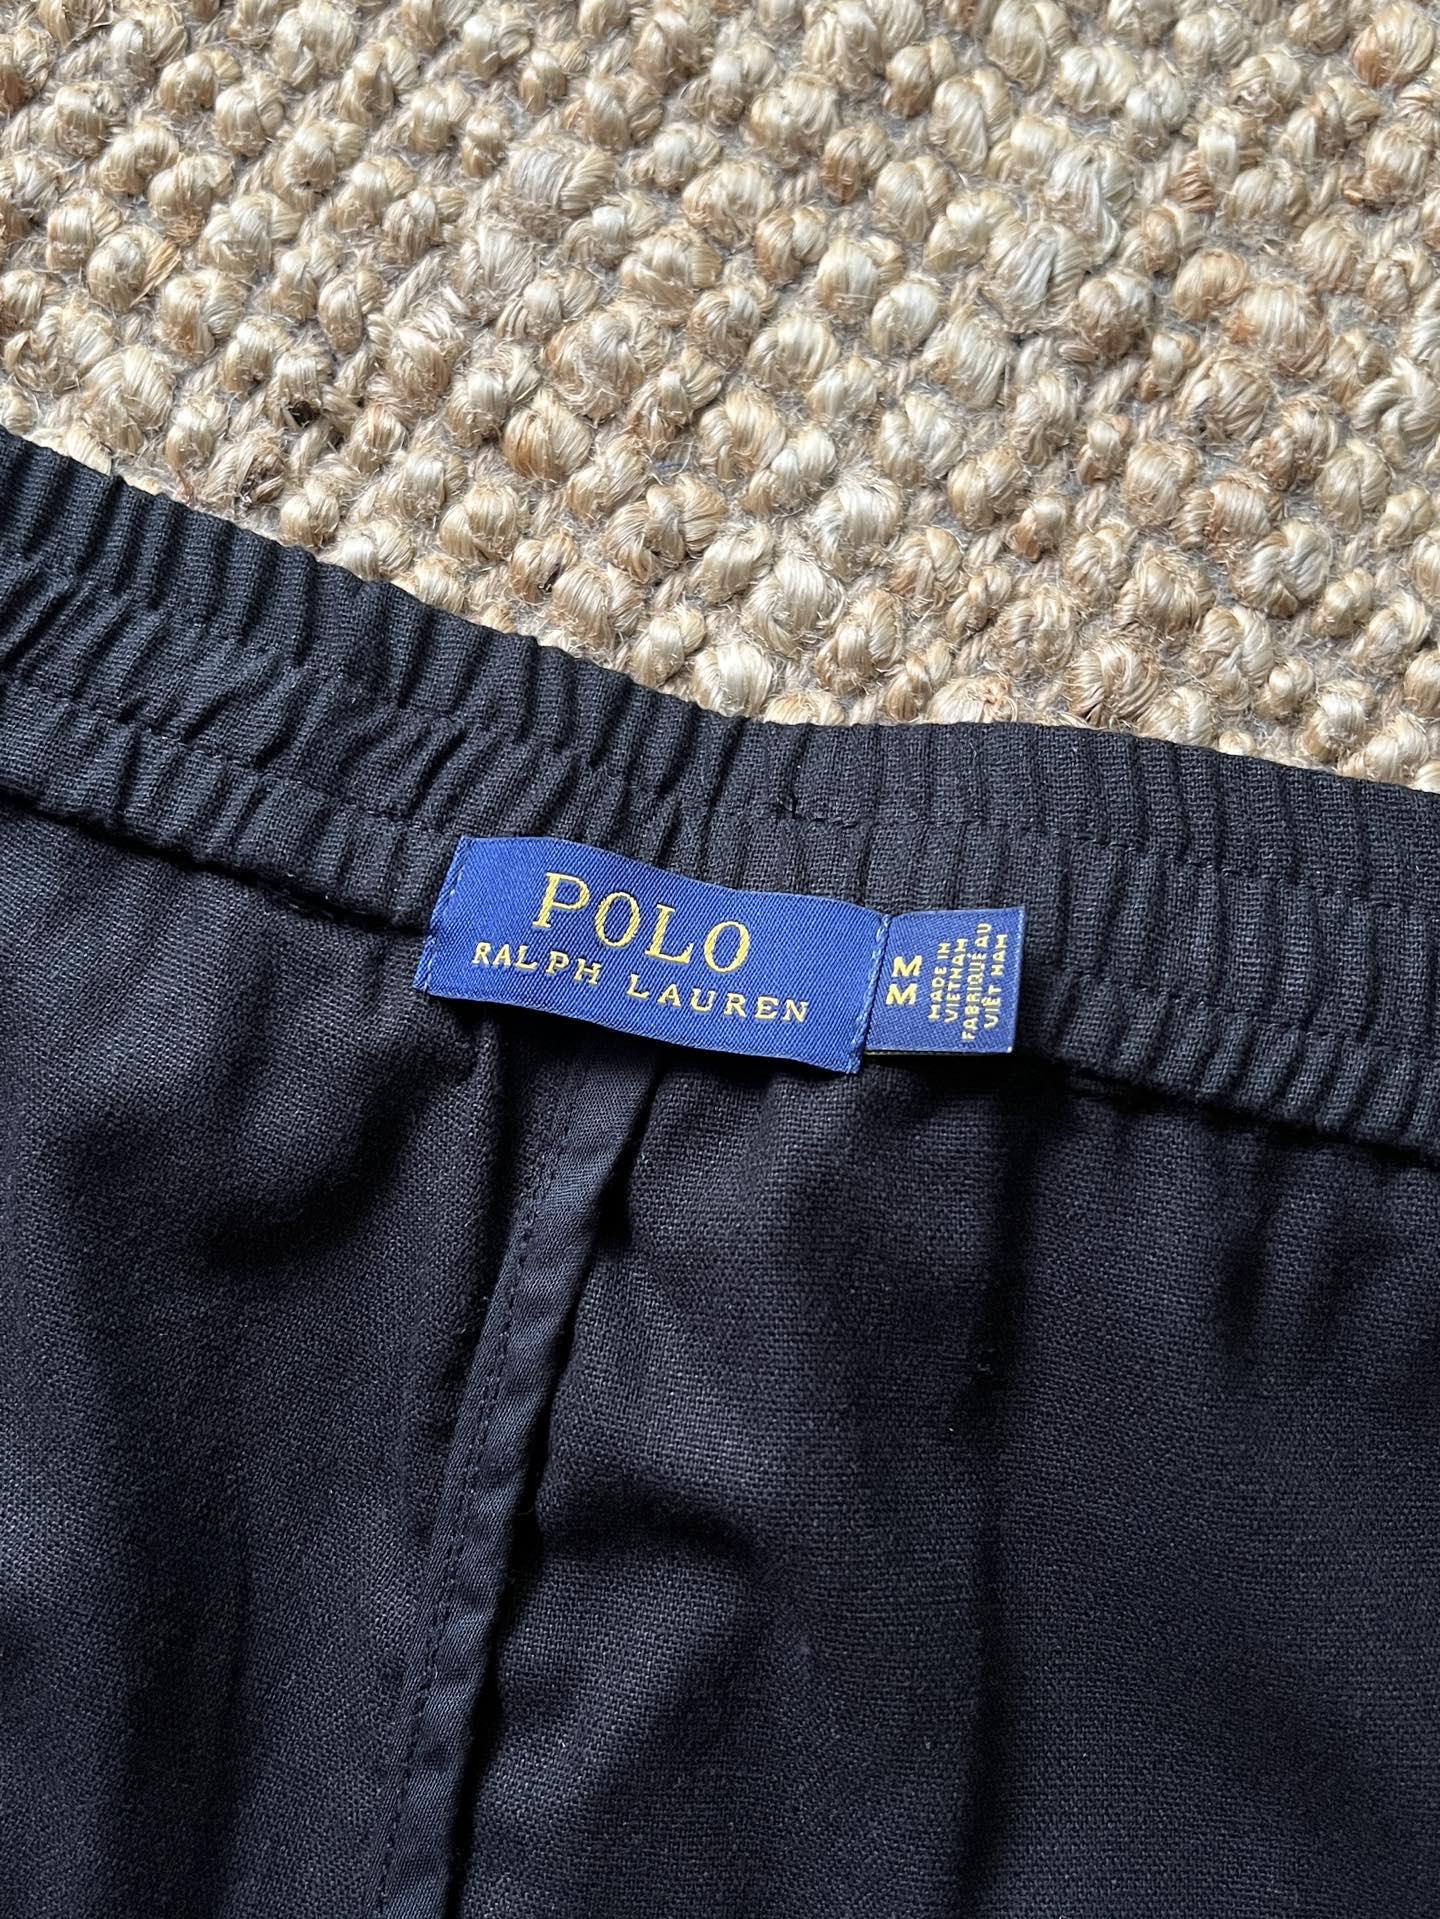 POLO
RALPH LAUREN
M
M
MADE IN
VIETNAM
FABRIQUÉ AU
VIÊT NAM